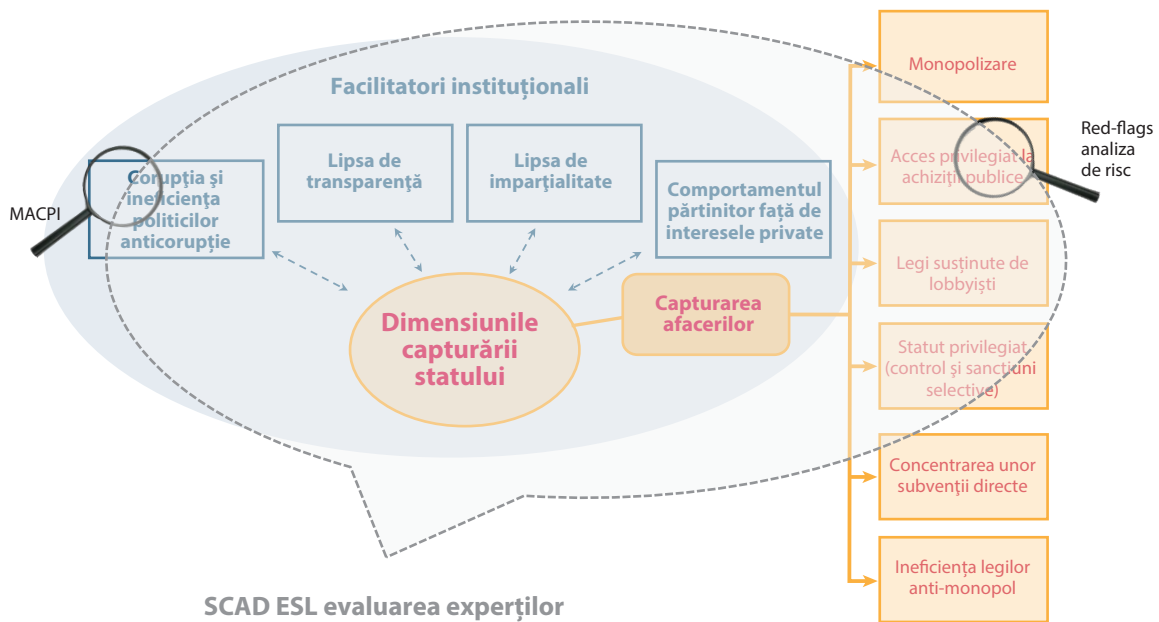 Facilitatori instituționali
MACPI
Corupția şi
ineficiența
politicilor
anticorupție
Lipsa de
transparență
Lipsa de
imparțialitate
Comportamentul
părtinitor față de
interesele private
Dimensiunile
capturării
statului
Capturarea
afacerilor
Monopolizare
Acces privilegiat la
achiziții publice
Red-flags
analiza
de risc
Legi susținute de
lobbyiști
Statut privilegiat
(control şi sancțiuni
selective)
Concentrarea unor
subvenții directe
Ineficiența legilor
anti-monopol
SCAD ESL evaluarea experților